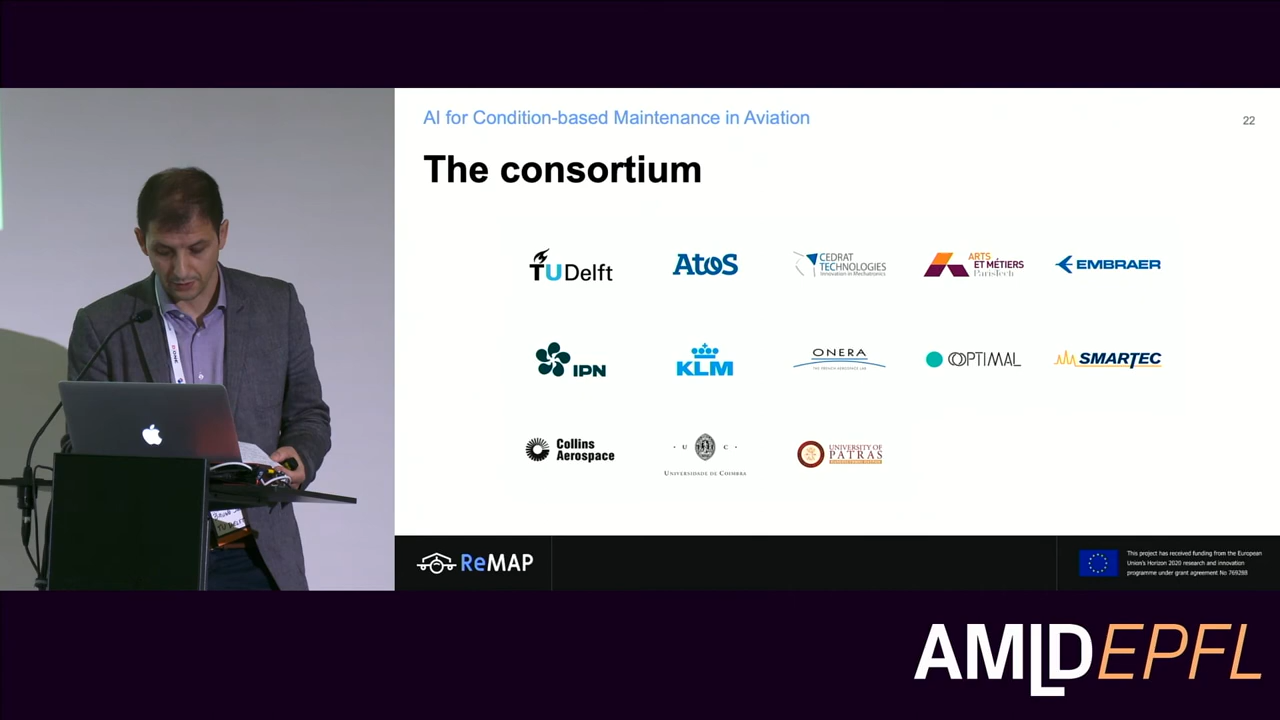 AI for Condition-based Maintenance in Aviation
22
The consortium
TU Delft
Atos
CEDRAT
TECHNOLOGIES
Innovation in Mechatronics
ARTS
ET MÉTIERS
ParisTech
EMBRAER
IPN
KLM
ONERA
THE FRENCH AEROSPACE LAB
OPTIMAL
SMARTEC
Collins
Aerospace
· U C ·
UNIVERSIDADE DE COIMBRA
UNIVERSITY OF
PATRAS
TU DELFT
ReMAP
This project has received funding from the European
Union's Horizon 2020 research and innovation
programme under grant agreement No 769288
AMLDEPFL